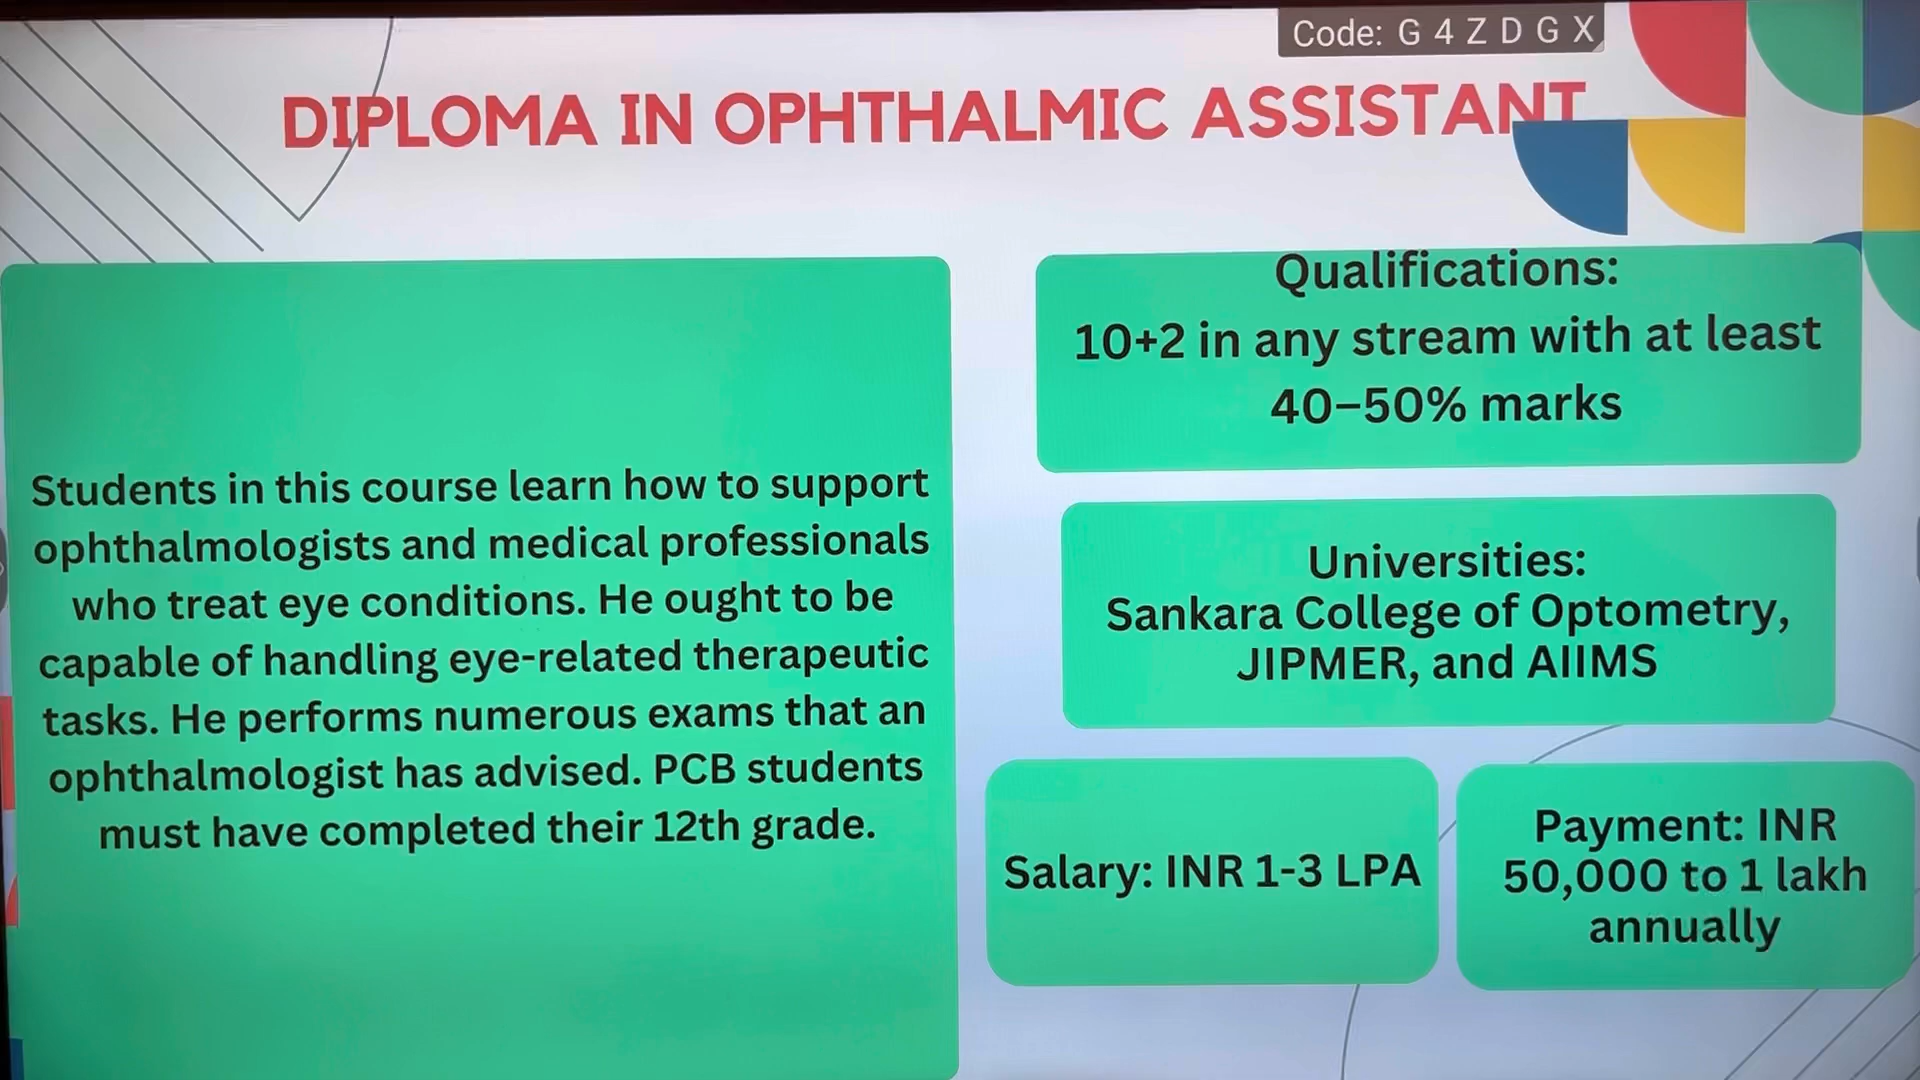 Code: G 4 Z D G X
DIPLOMA IN OPHTHALMIC ASSISTANT
Students in this course learn how to support
ophthalmologists and medical professionals
who treat eye conditions. He ought to be
capable of handling eye-related therapeutic
tasks. He performs numerous exams that an
ophthalmologist has advised. PCB students
must have completed their 12th grade.
Qualifications:
10+2 in any stream with at least
40–50% marks
Universities:
Sankara College of Optometry,
JIPMER, and AIIMS
Salary: INR 1-3 LPA
Payment: INR
50,000 to 1 lakh
annually